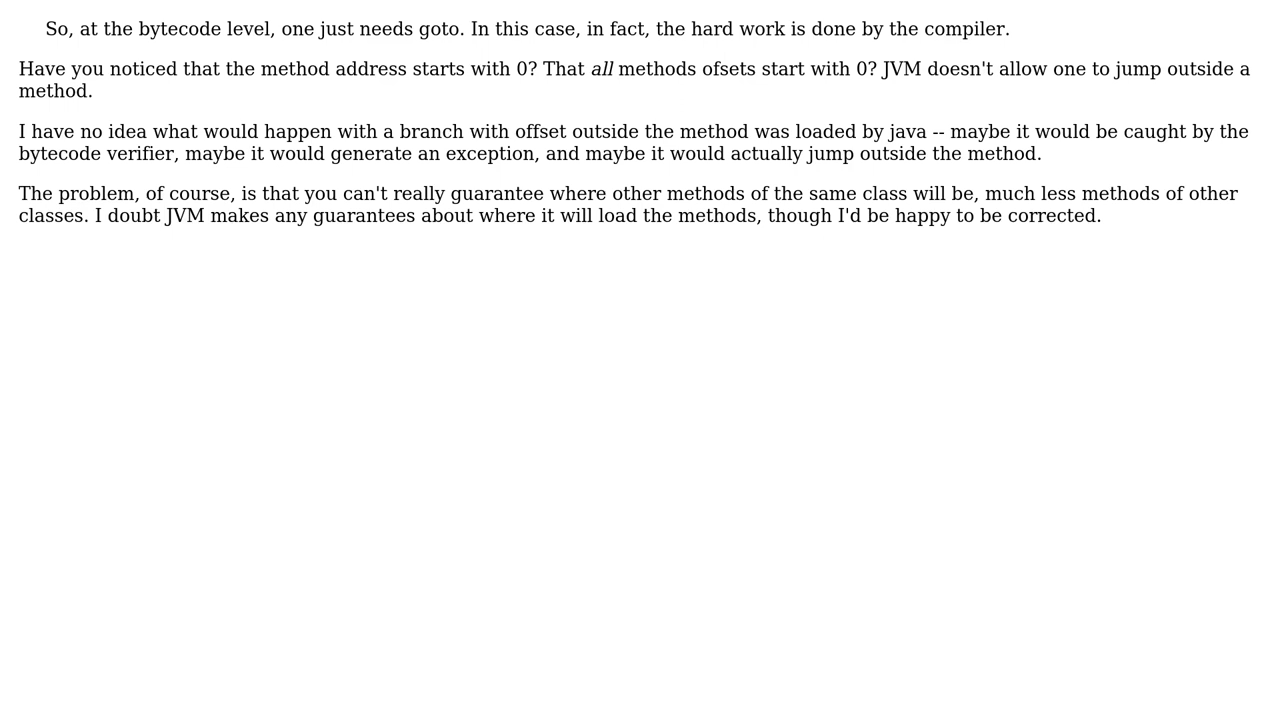 So, at the bytecode level, one just needs goto. In this case, in fact, the hard work is done by the compiler.
Have you noticed that the method address starts with 0? That all methods ofsets start with 0? JVM doesn't allow one to jump outside a
method.
I have no idea what would happen with a branch with offset outside the method was loaded by java -- maybe it would be caught by the
bytecode verifier, maybe it would generate an exception, and maybe it would actually jump outside the method.
The problem, of course, is that you can't really guarantee where other methods of the same class will be, much less methods of other
classes. I doubt JVM makes any guarantees about where it will load the methods, though I'd be happy to be corrected.